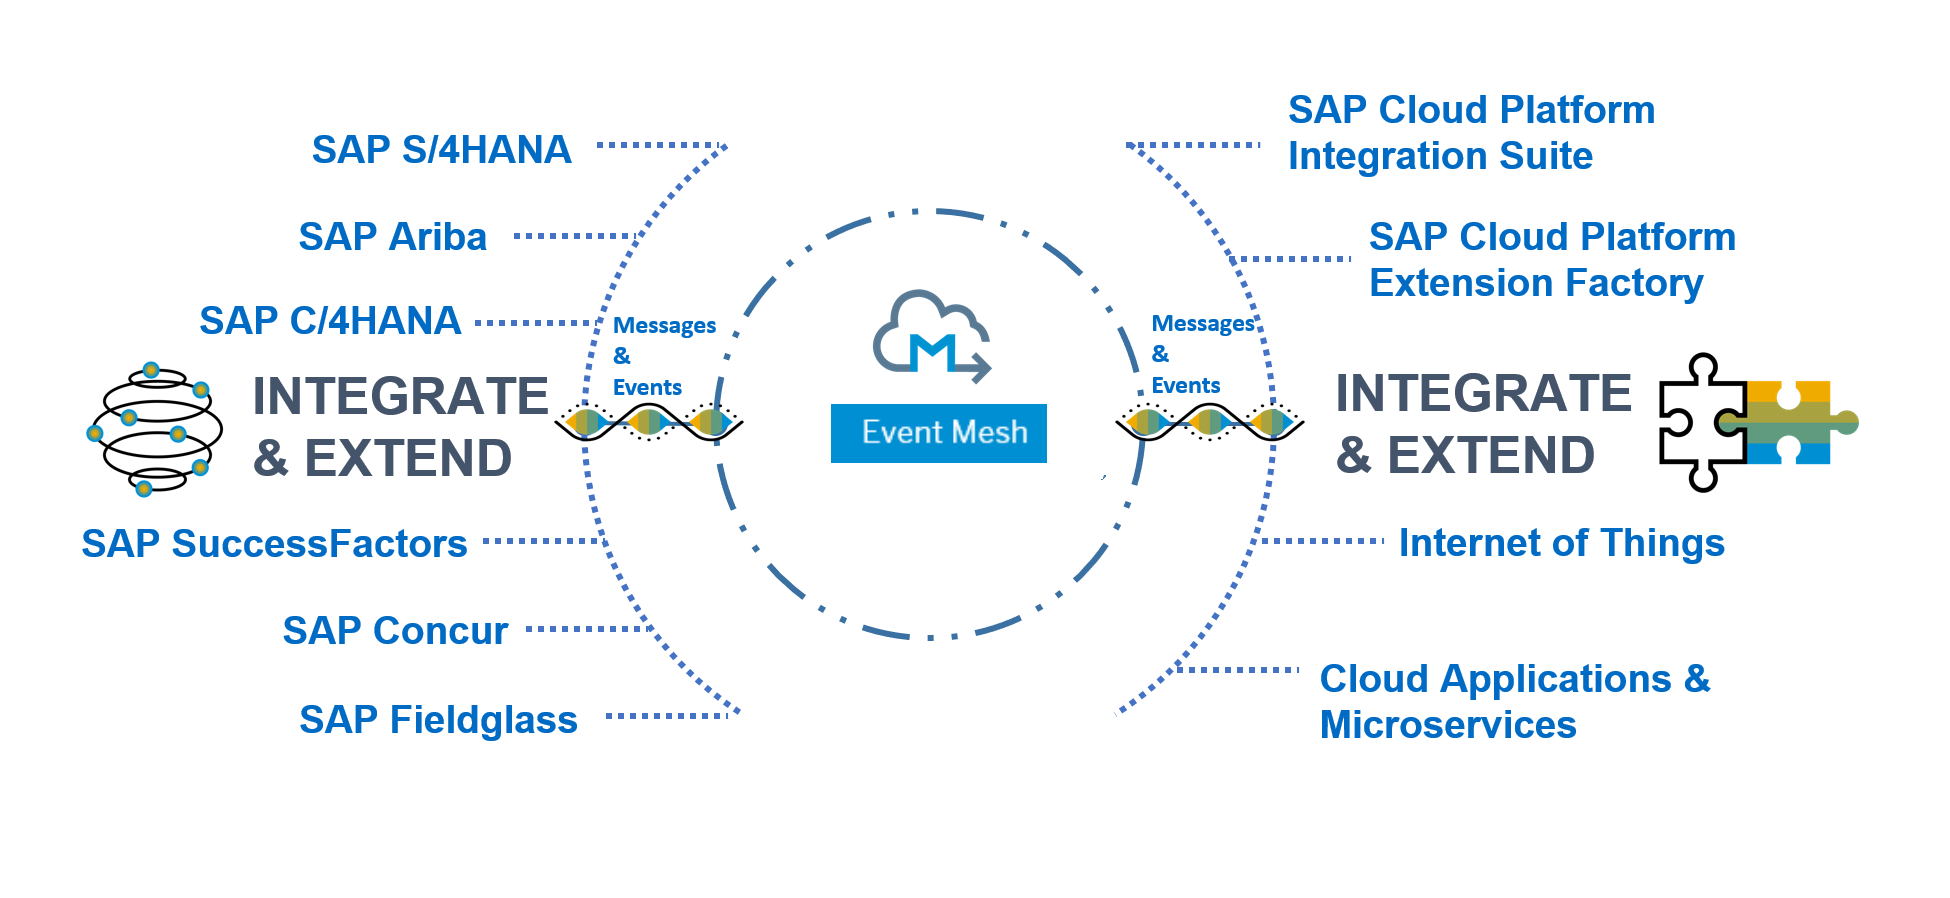 SAP S/4HANA
SAP Ariba
SAP C/4HANA
INTEGRATE
& EXTEND
SAP SuccessFactors
SAP Concur
SAP Fieldglass
Messages
&
Events
M
Event Mesh
Messages
&
Events
SAP Cloud Platform
Integration Suite
SAP Cloud Platform
Extension Factory
INTEGRATE
& EXTEND
Internet of Things
Cloud Applications &
Microservices